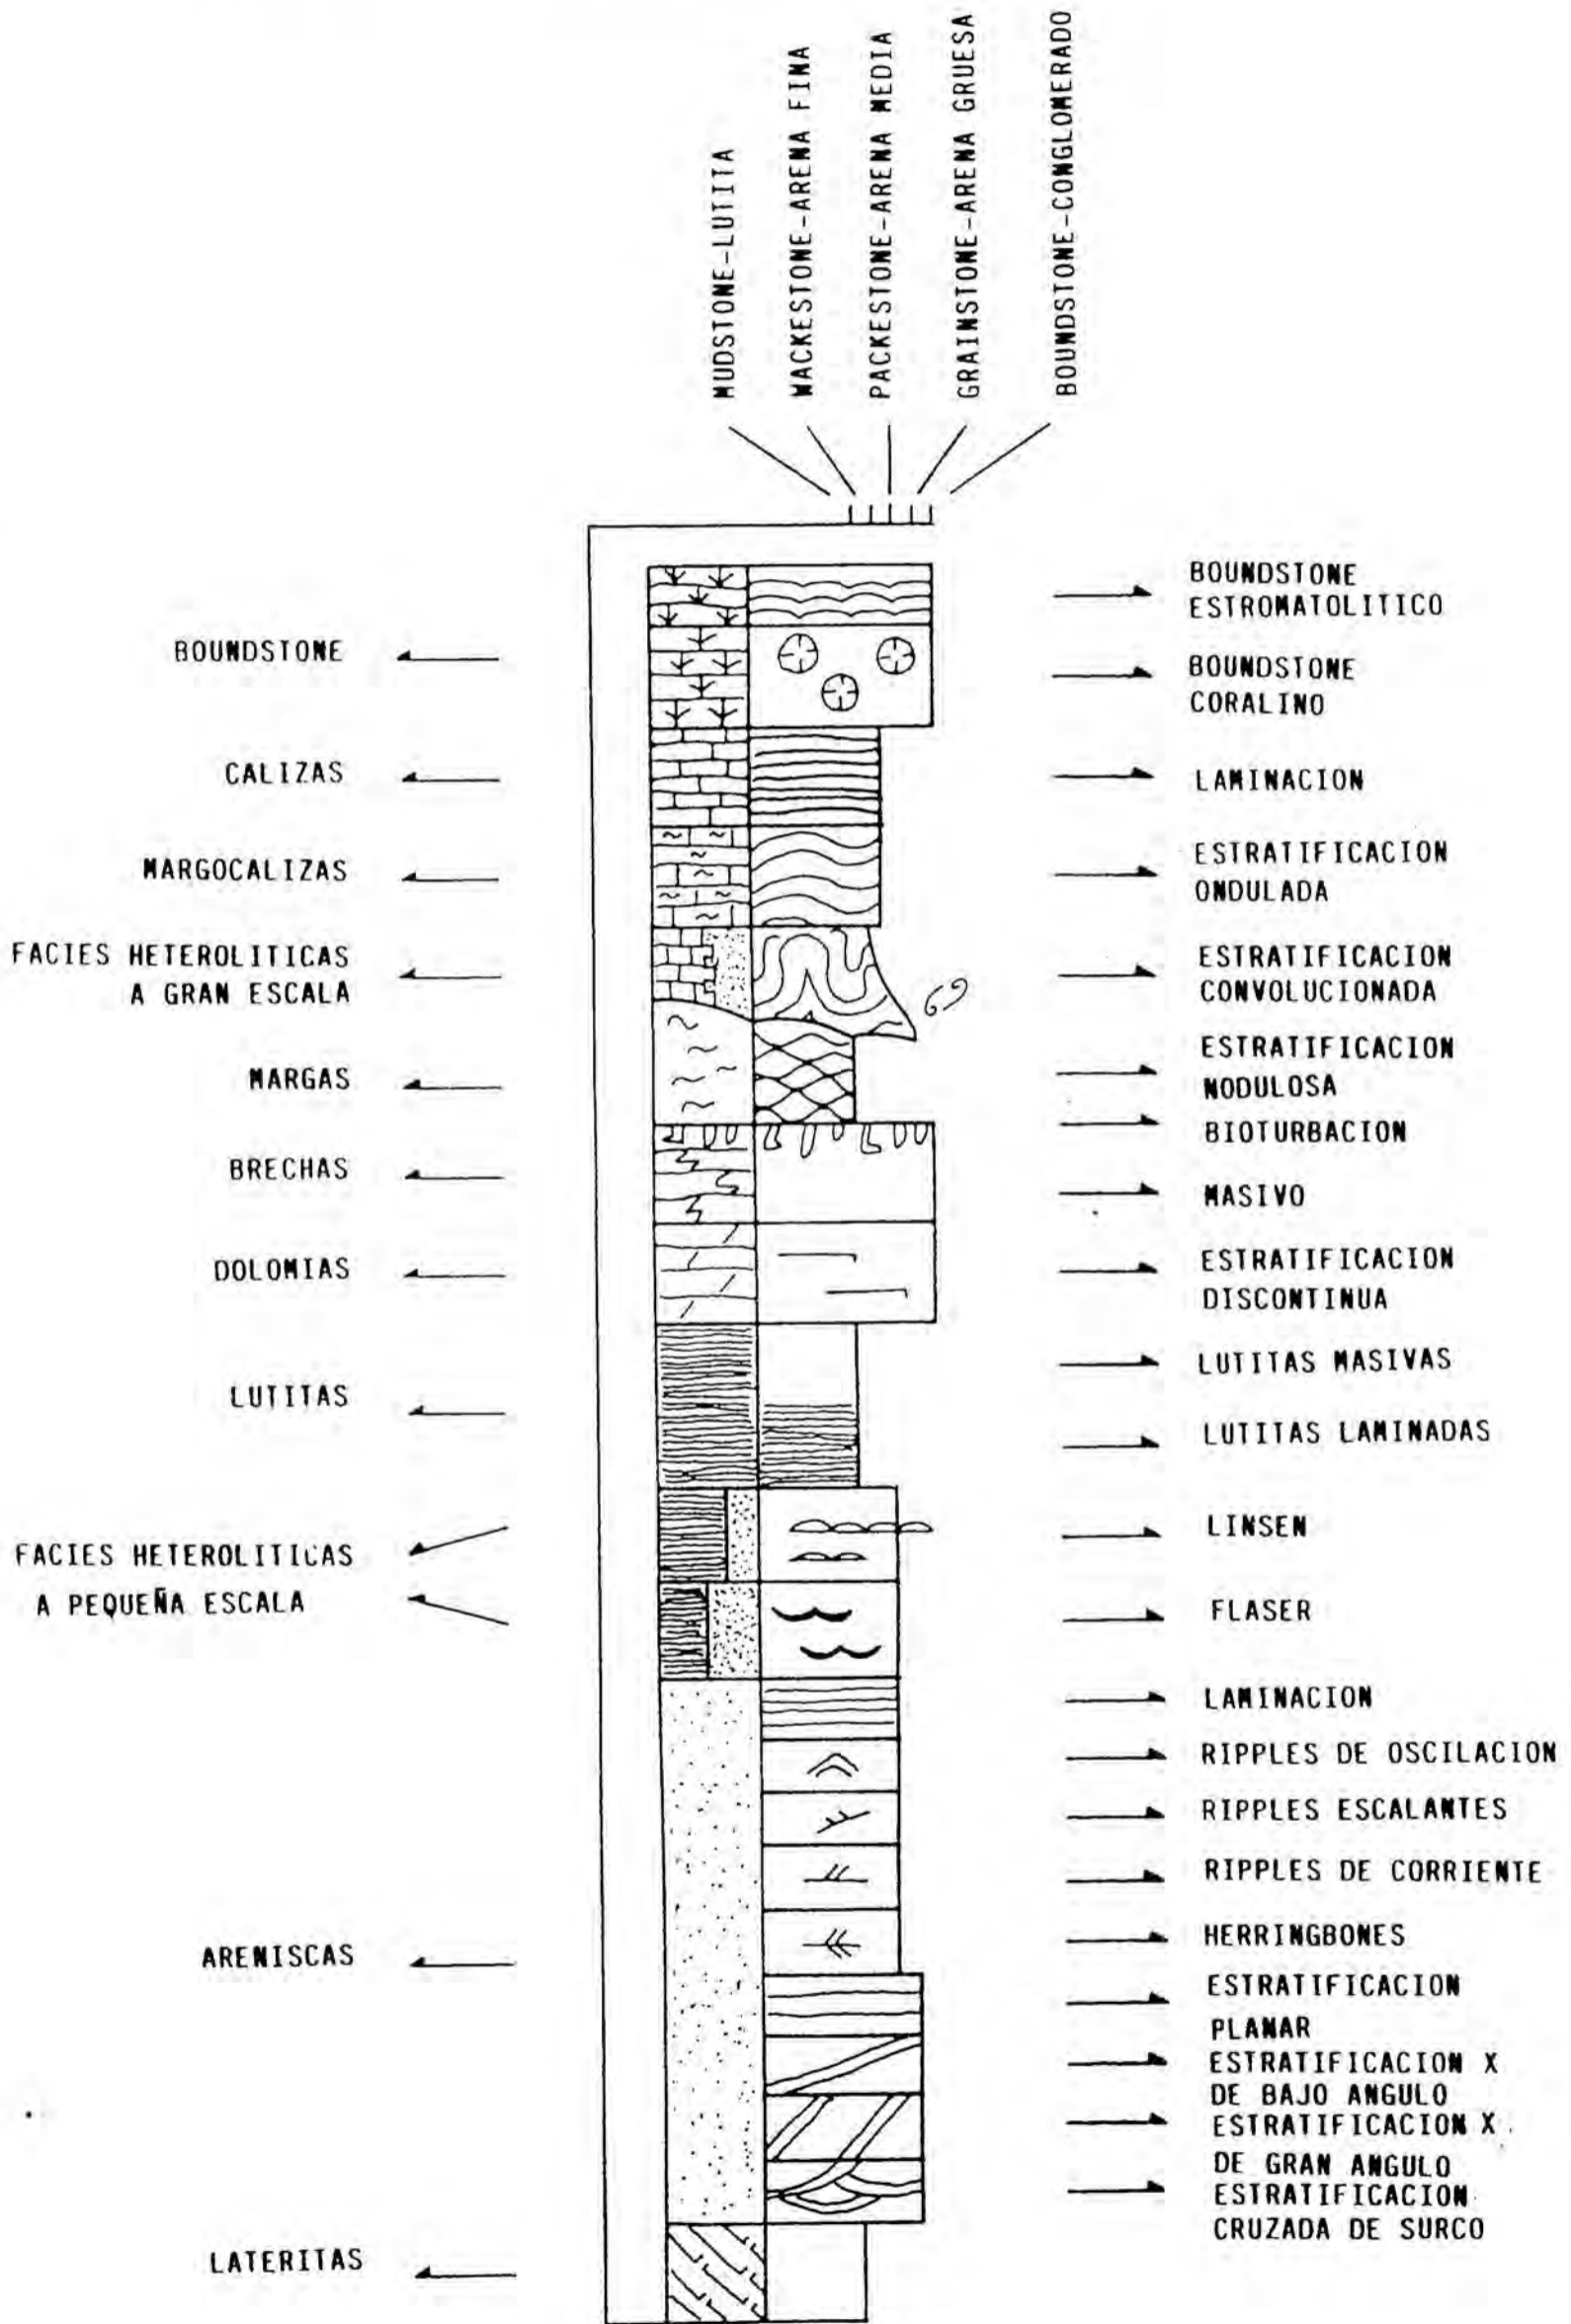 MUDSTONE-LUTITA
WACKESTONE-ARENA FINA
PACKESTONE-ARENA MEDIA
GRAINSTONE-ARENA GRUESA
BOUNDSTONE-CONGLOMERADO
BOUNDSTONE
CALIZAS
MARGOCALIZAS
FACIES HETEROLITICAS
A GRAN ESCALA
MARGAS
BRECHAS
DOLOMIAS
LUTITAS
FACIES HETEROLITICAS
A PEQUEÑA ESCALA
ARENISCAS
LATERITAS
69
BOUNDSTONE
ESTROMATOLITICO
BOUNDSTONE
CORALINO
LAMINACION
ESTRATIFICACION
ONDULADA
ESTRATIFICACION
CONVOLUCIONADA
ESTRATIFICACION
NODULOSA
BIOTURBACION
MASIVO
ESTRATIFICACION
DISCONTINUA
LUTITAS MASIVAS
LUTITAS LAMINADAS
LINSEN
FLASER
LAMINACION
RIPPLES DE OSCILACION
RIPPLES ESCALANTES
RIPPLES DE CORRIENTE
HERRINGBONES
ESTRATIFICACION
PLANAR
ESTRATIFICACION X
DE BAJO ANGULO
ESTRATIFICACION X
DE GRAN ANGULO
ESTRATIFICACION
CRUZADA DE SURCO